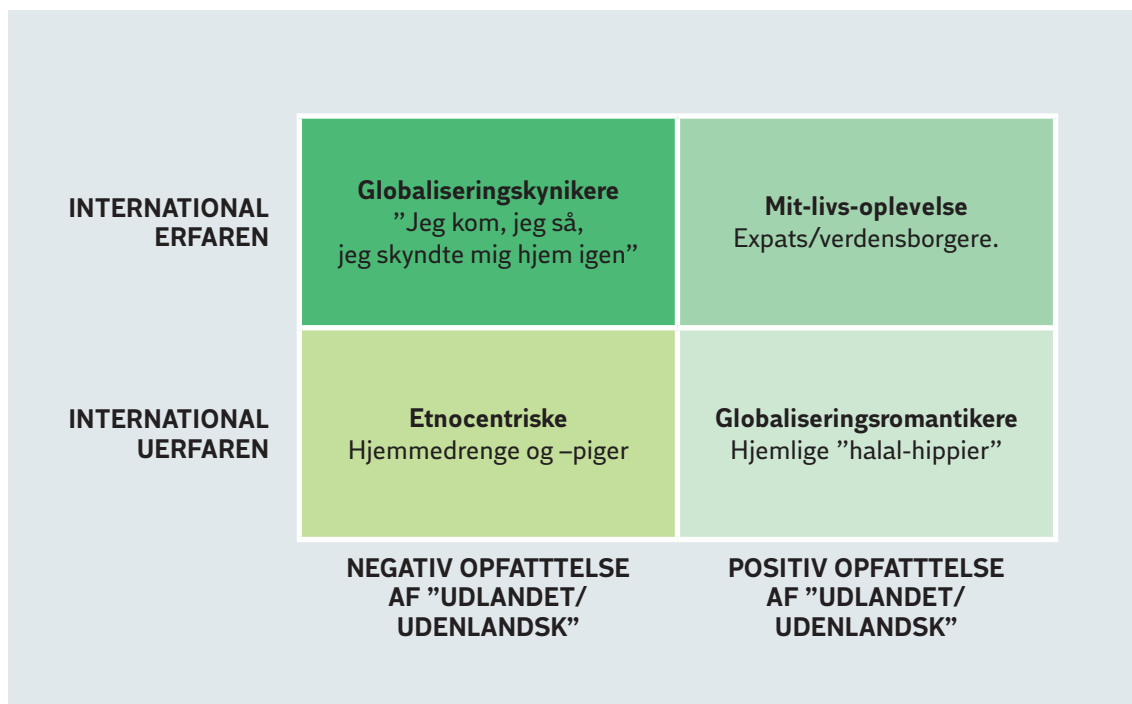 INTERNATIONAL
ERFAREN
Globaliseringskynikere
”Jeg kom, jeg så,
jeg skyndte mig hjem igen”
Mit-livs-oplevelse
Expats/verdensborgere.
INTERNATIONAL
UERFAREN
Etnocentriske
Hjemmedrenge og –piger
Globaliseringsromantikere
Hjemlige ”halal-hippier”
NEGATIV OPFATTTELSE
AF ”UDLANDET/
UDENLANDSK”
POSITIV OPFATTTELSE
AF ”UDLANDET/
UDENLANDSK”